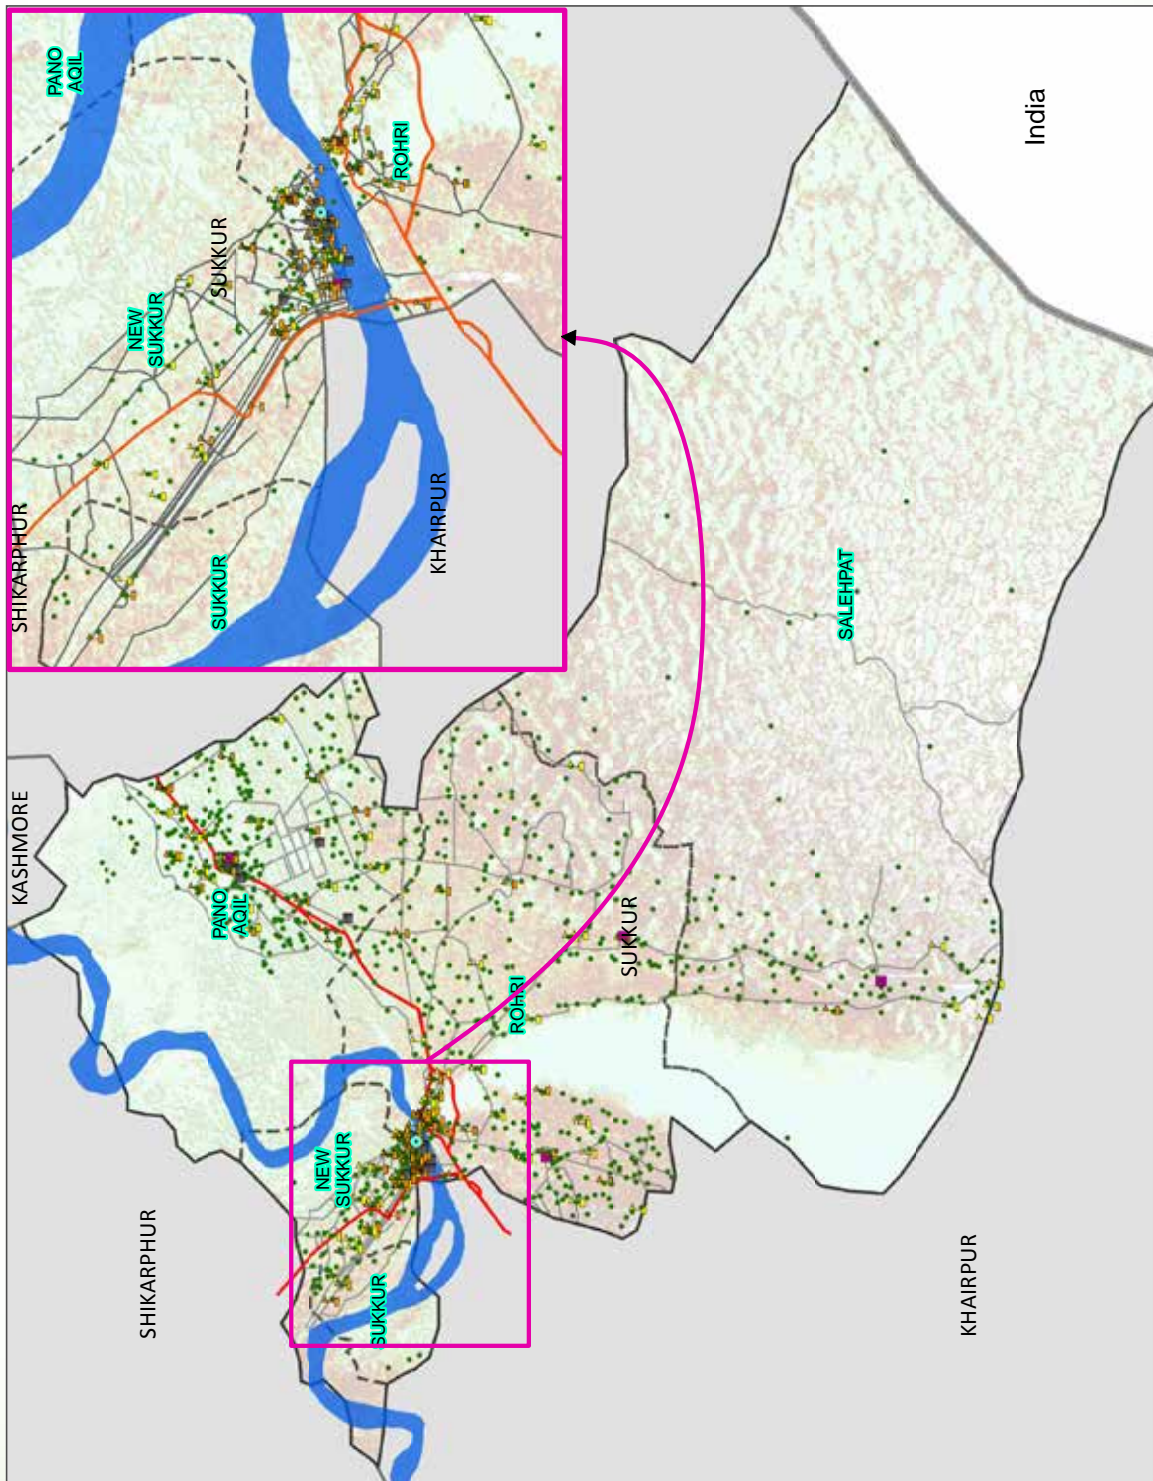 PANO
AQIL
ROHRI
SUKKUR
NEW
SUKKUR
SHIKARPHUR
SUKKUR
KHAIRPUR
India
SALEHPAT
KASHMORE
PANO
AQIL
SUKKUR
ROHRI
NEW
SUKKUR
SHIKARPHUR
SUKKUR
KHAIRPUR